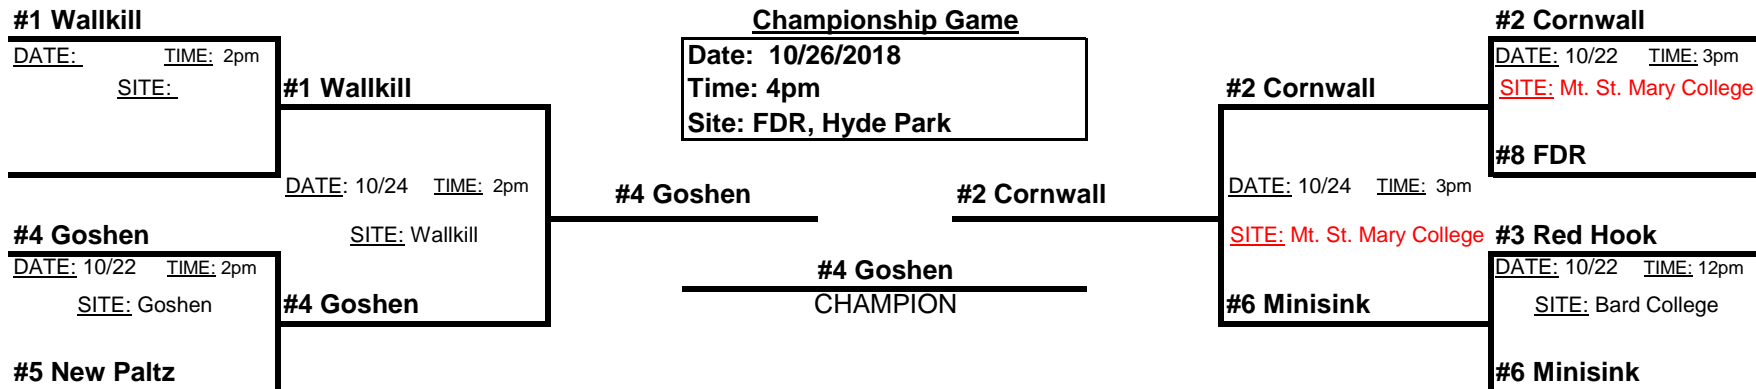 #1 Wallkill
Championship Game
#2 Cornwall
DATE: TIME: 2pm
Date: 10/26/2018
DATE: 10/22 TIME: 3pm
SITE:
#1 Wallkill
Time: 4pm
#2 Cornwall
SITE: Mt. St. Mary College
Site: FDR, Hyde Park
#8 FDR
DATE: 10/24 TIME: 2pm
#4 Goshen
#2 Cornwall
DATE: 10/24 TIME: 3pm
#4 Goshen
SITE: Wallkill
SITE: Mt. St. Mary College
#3 Red Hook
DATE: 10/22 TIME: 2pm
#4 Goshen
DATE: 10/22 TIME: 12pm
SITE: Goshen
#4 Goshen
CHAMPION
#6 Minisink
SITE: Bard College
#5 New Paltz
#6 Minisink